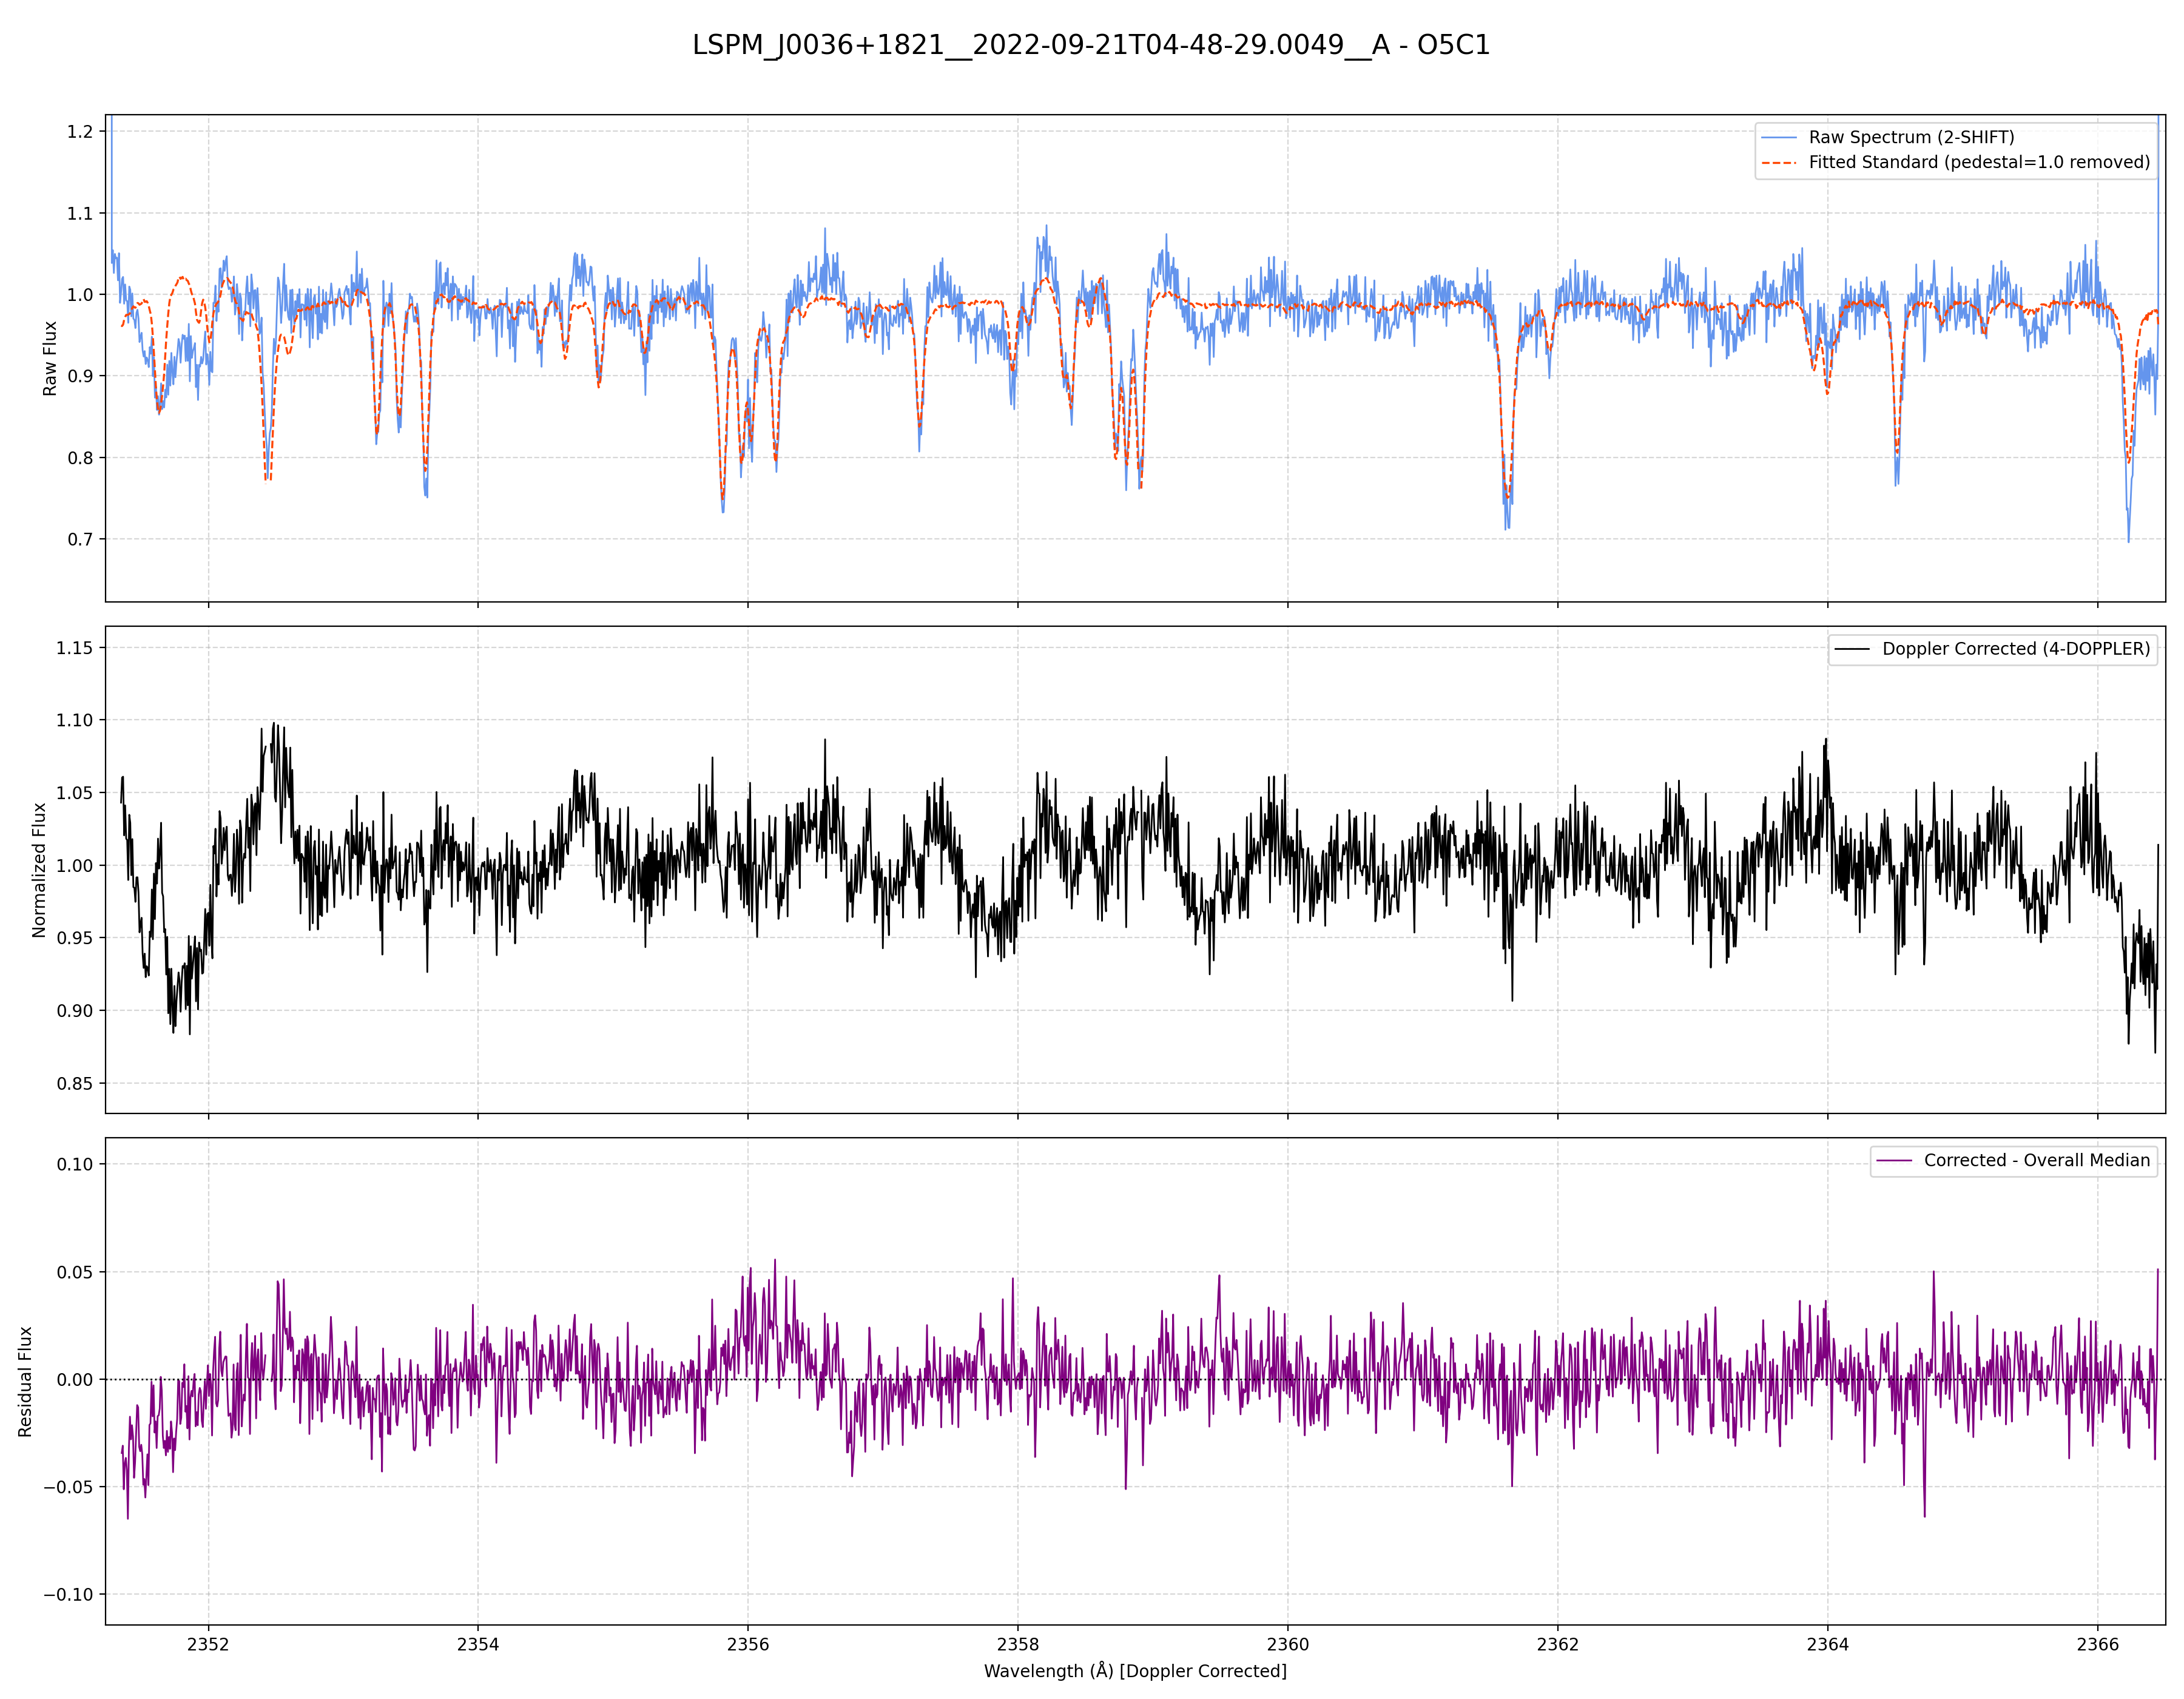 LSPM_J0036+1821__2022-09-21T04-48-29.0049__A - O5C1
Raw Flux
1.2
1.1
1.0
0.9
0.8
0.7
Raw Spectrum (2-SHIFT)
Fitted Standard (pedestal=1.0 removed)
Normalized Flux
1.15
1.10
1.05
1.00
0.95
0.90
0.85
Doppler Corrected (4-DOPPLER)
Residual Flux
0.10
0.05
0.00
−0.05
−0.10
Corrected - Overall Median
2352 2354 2356 2358 2360 2362 2364 2366
Wavelength (Å) [Doppler Corrected]